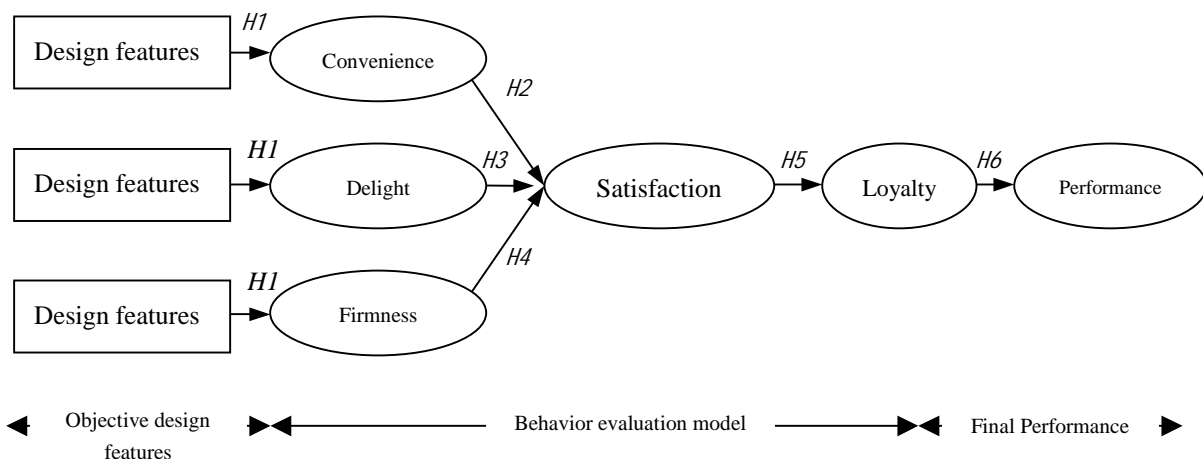 H1
Design features
Convenience
H2
H1
Design features
Delight
H3
Satisfaction
H5
Loyalty
H6
Performance
H4
H1
Design features
Firmness
Objective design
features
Behavior evaluation model
Final Performance